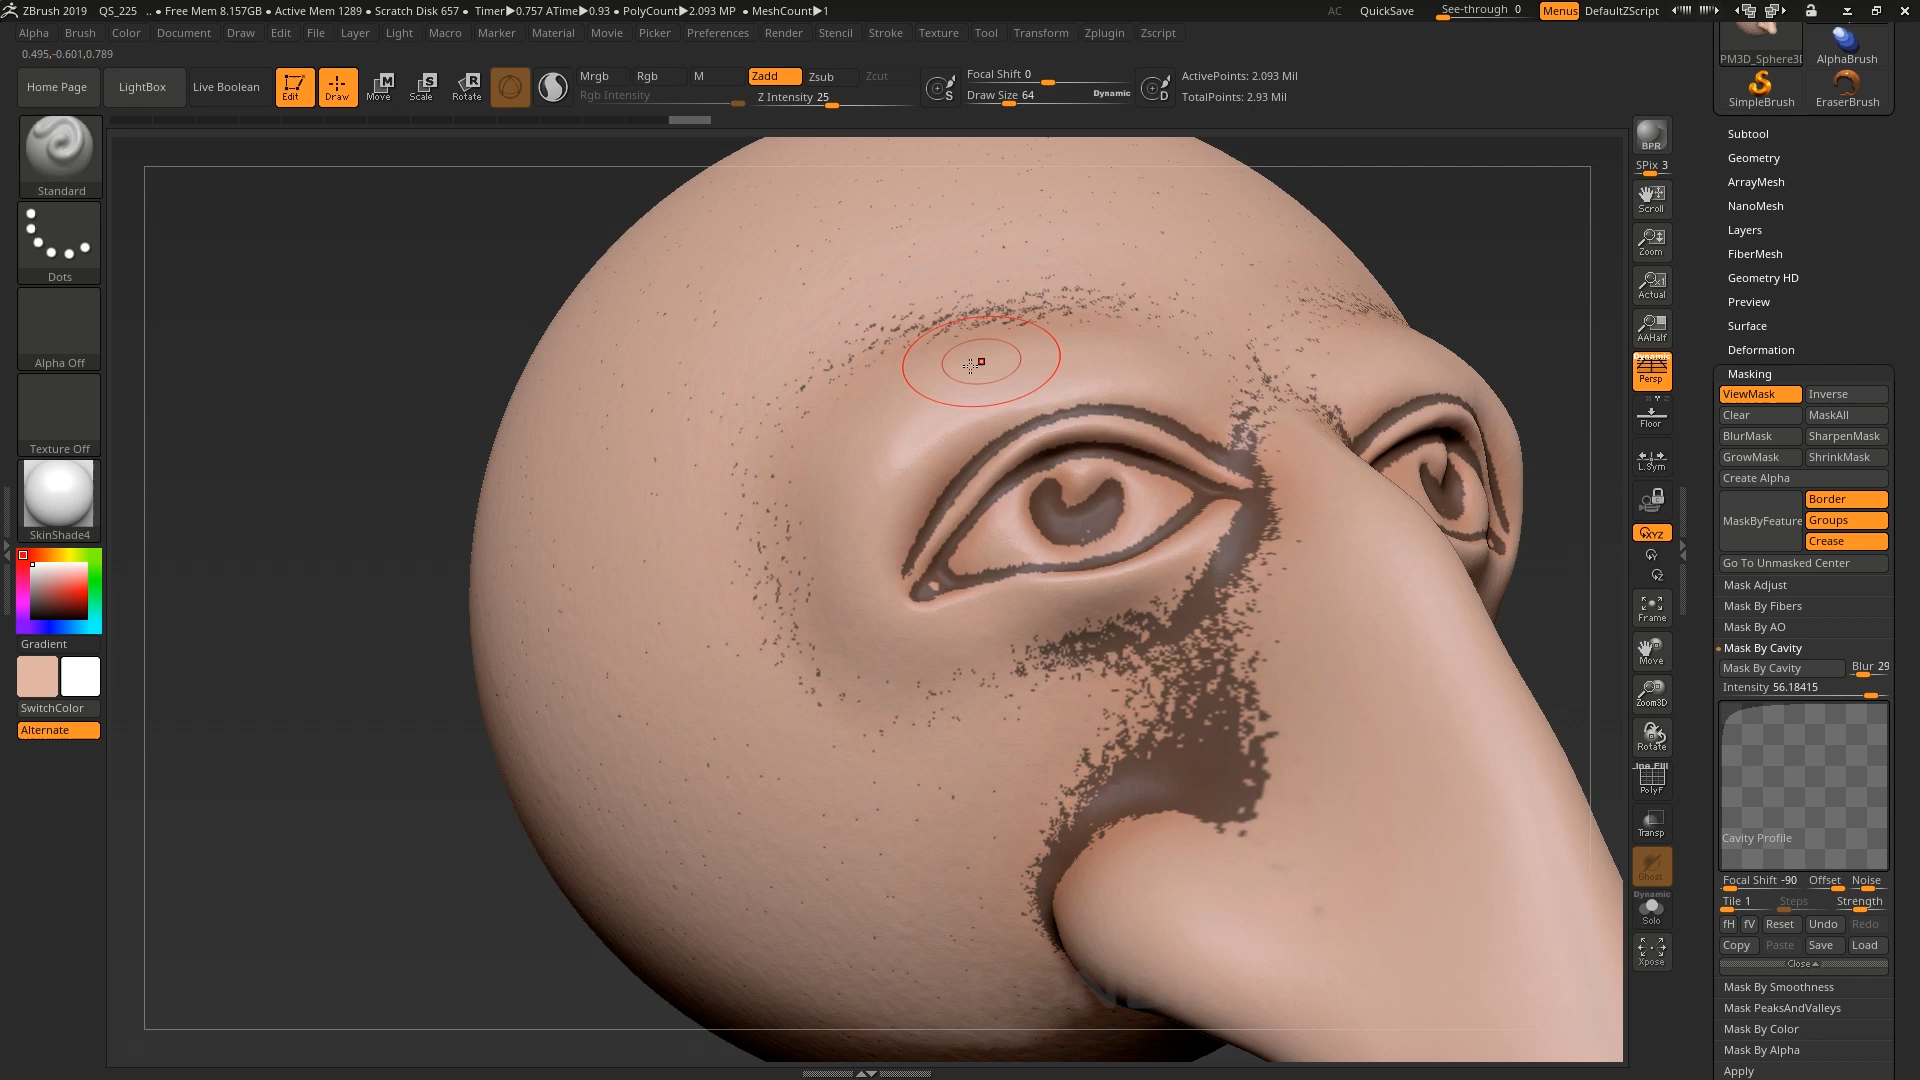 ZBrush 2019 QS_225 .. • Free Mem 8.157GB • Active Mem 1289 • Scratch Disk 657 • Timer▶0.757 ATime▶0.93 • PolyCount▶2.093 MP • MeshCount▶1 AC QuickSave See-through 0 Menus DefaultZScript
Alpha Brush Color Document Draw Edit File Layer Light Macro Marker Material Movie Picker Preferences Render Stencil Stroke Texture Tool Transform Zplugin Zscript
0.495,-0.601,0.789
Home Page LightBox Live Boolean Edit Draw Move Scale Rotate
Mrgb Rgb M Zadd Zsub Zcut
Rgb Intensity Z Intensity 25
S
Focal Shift 0
Draw Size 64 Dynamic
D
ActivePoints: 2.093 Mil
TotalPoints: 2.93 Mil
Standard
Dots
Alpha Off
Texture Off
SkinShade4
Gradient
SwitchColor
Alternate
BPR
SPix 3
Scroll
Zoom
Actual
AAHalf
Dynamic
Persp
Floor
L.Sym
XYZ
Z
Frame
Move
Zoom3D
Rotate
Line Fill
PolyF
Transp
Ghost
Dynamic
Solo
Xpose
PM3D_Sphere3D AlphaBrush
SimpleBrush EraserBrush
Subtool
Geometry
ArrayMesh
NanoMesh
Layers
FiberMesh
Geometry HD
Preview
Surface
Deformation
Masking
ViewMask Inverse
Clear MaskAll
BlurMask SharpenMask
GrowMask ShrinkMask
Create Alpha
MaskByFeature
Border
Groups
Crease
Go To Unmasked Center
Mask Adjust
Mask By Fibers
Mask By AO
Mask By Cavity
Mask By Cavity Blur 29
Intensity 56.18415
Cavity Profile
Focal Shift -90 Offset Noise
Tile 1 Steps Strength
fH fV Reset Undo Redo
Copy Paste Save Load
Close
Mask By Smoothness
Mask PeaksAndValleys
Mask By Color
Mask By Alpha
Apply